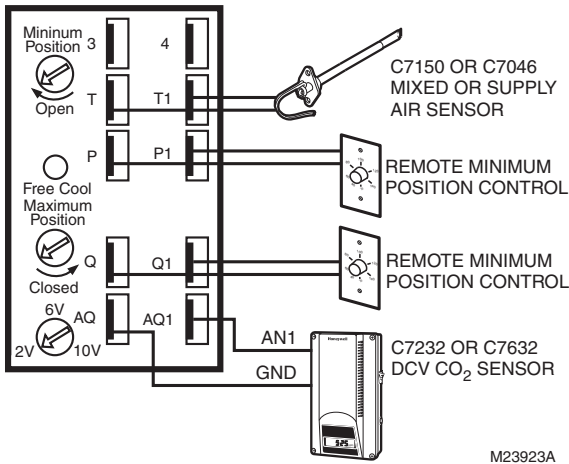 Mininum
Position
3
4
Open
T
T1
C7150 OR C7046
MIXED OR SUPPLY
AIR SENSOR
P
P1
REMOTE MINIMUM
POSITION CONTROL
Free Cool
Maximum
Position
Closed
Q
Q1
REMOTE MINIMUM
POSITION CONTROL
6V
2V
10V
AQ
AQ1
AN1
GND
Honeywell
525
C7232 OR C7632
DCV CO₂ SENSOR
M23923A